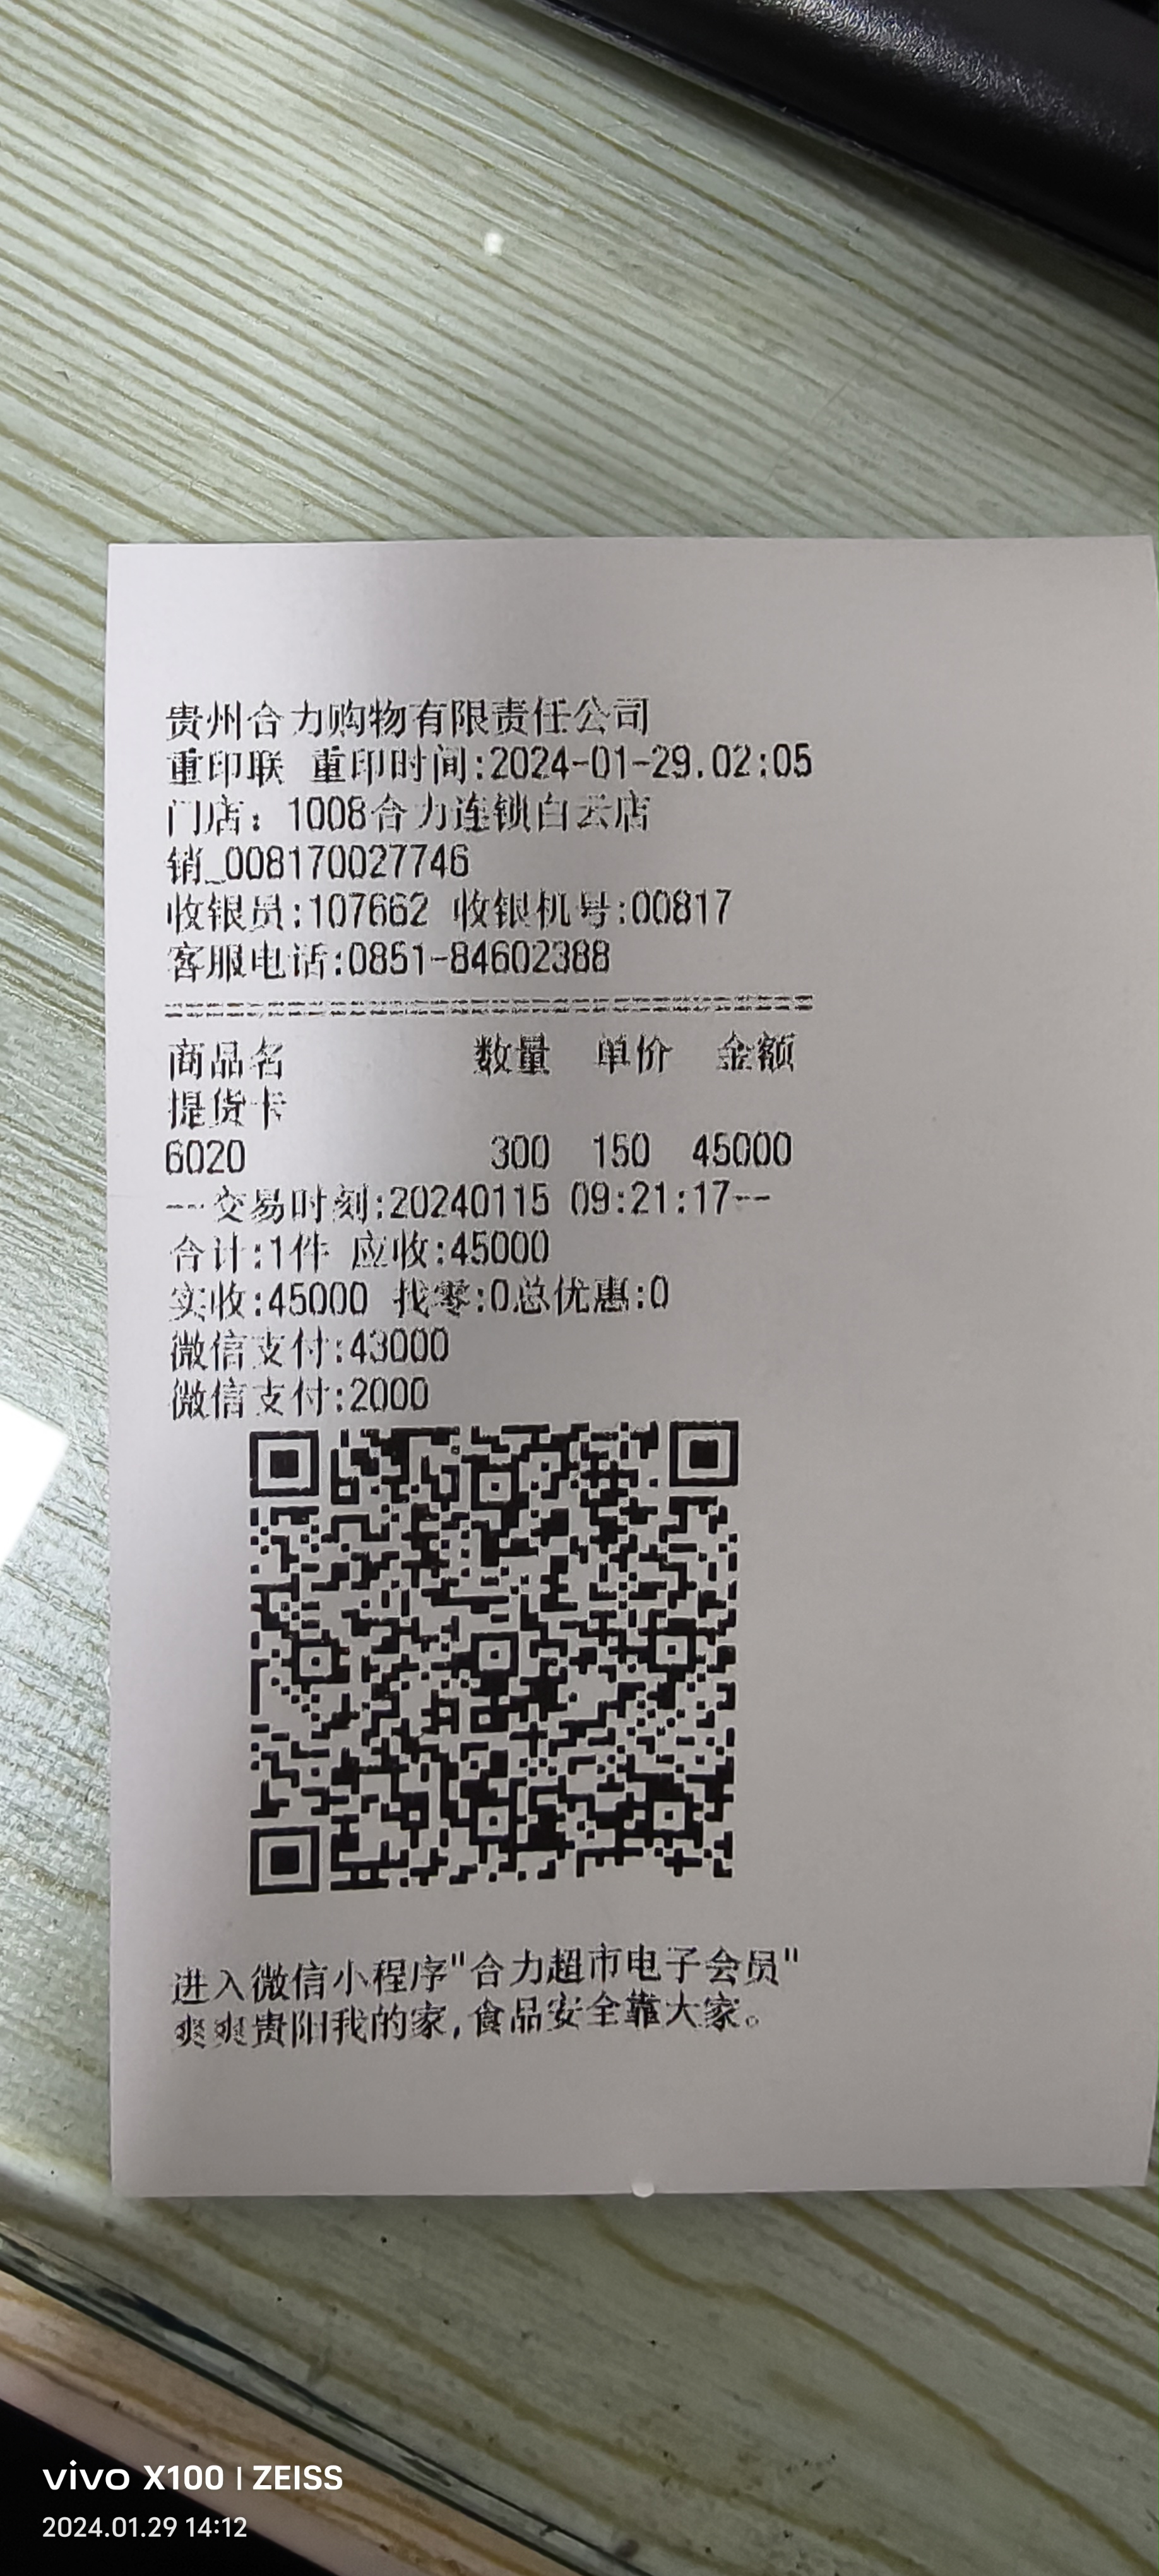 贵州合力购物有限责任公司
重印联 重印时间:2024-01-29.02:05
门店：1008合力连锁白云店
销_008170027746
收银员:107662 收银机号:00817
客服电话:0851-84602388
================================
商品名 数量 单价 金额
提货卡
6020 300 150 45000
--交易时刻:20240115 09:21:17--
合计:1件 应收:45000
实收:45000 找零:0总优惠:0
微信支付:43000
微信支付:2000
进入微信小程序"合力超市电子会员"
爽爽贵阳我的家,食品安全靠大家。
vivo X100 | ZEISS
2024.01.29 14:12